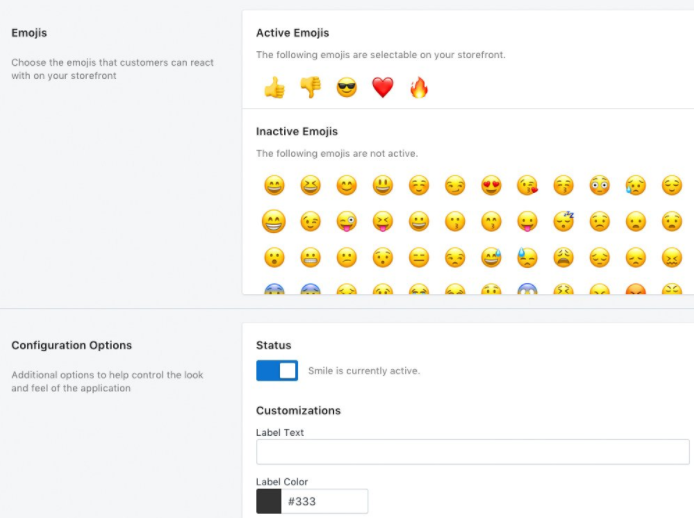 Emojis
Choose the emojis that customers can react
with on your storefront
Active Emojis
The following emojis are selectable on your storefront.
Inactive Emojis
The following emojis are not active.
Configuration Options
Additional options to help control the look
and feel of the application
Status
Smile is currently active.
Customizations
Label Text
Label Color
#333